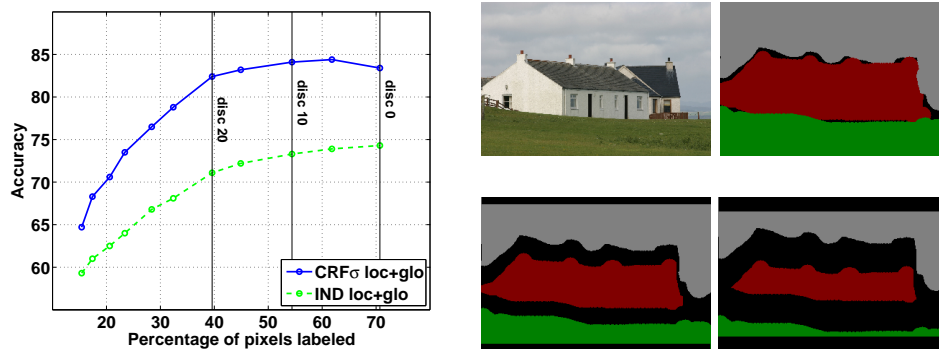 85
80
75
70
65
60
Accuracy
disc 20
disc 10
disc 0
CRFσ loc+glo
IND loc+glo
20 30 40 50 60 70
Percentage of pixels labeled